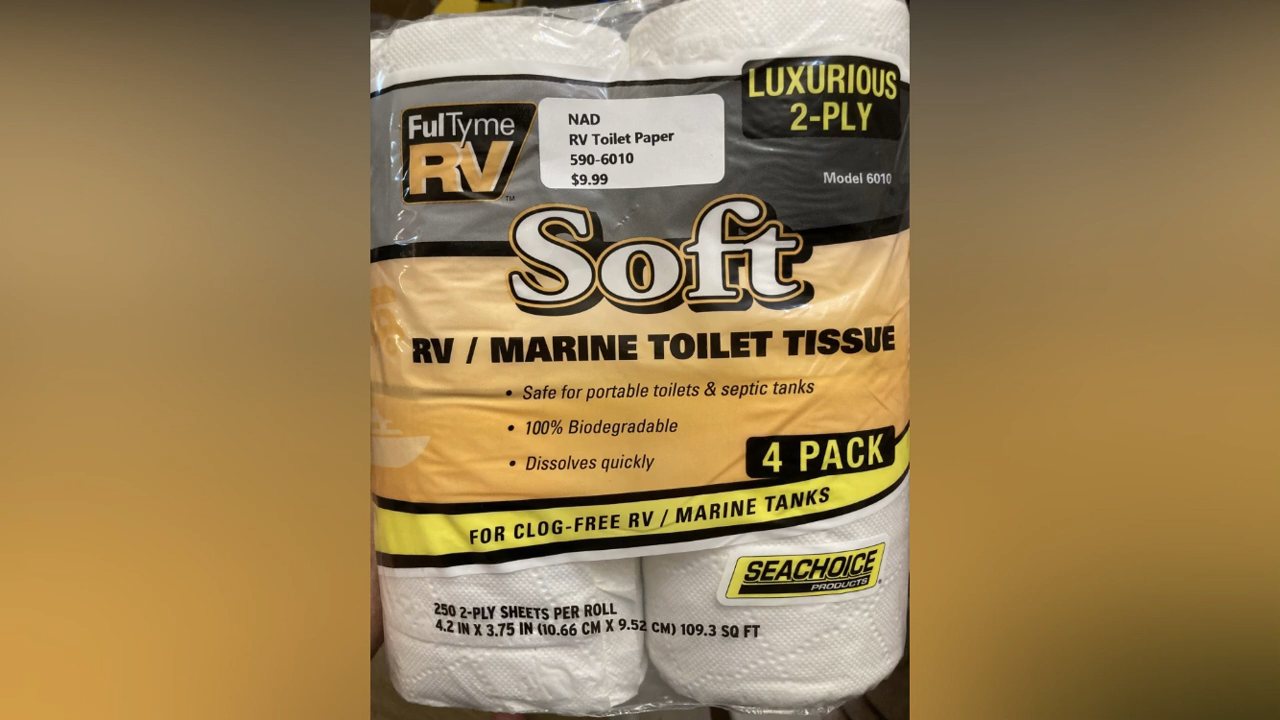 LUXURIOUS
2-PLY
FulTyme
RV™
NAD
RV Toilet Paper
590-6010
$9.99
Model 6010
Soft
RV / MARINE TOILET TISSUE
• Safe for portable toilets & septic tanks
• 100% Biodegradable
• Dissolves quickly
4 PACK
FOR CLOG-FREE RV / MARINE TANKS
SEACHOICE
PRODUCTS
250 2-PLY SHEETS PER ROLL
4.2 IN X 3.75 IN (10.66 CM X 9.52 CM) 109.3 SQ FT